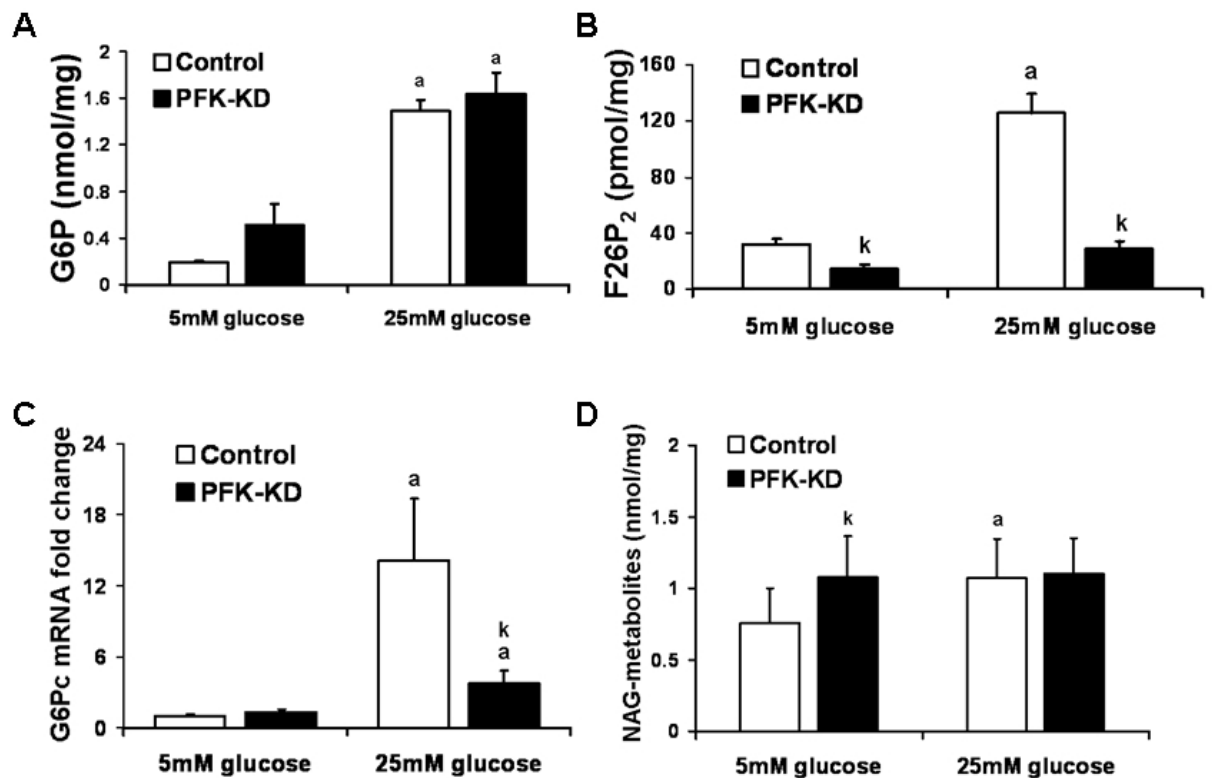 A
G6P (nmol/mg)
2
1.6
1.2
0.8
0.4
0
Control
PFK-KD
a
a
5mM glucose
25mM glucose
B
F26P₂ (pmol/mg)
160
120
80
40
0
Control
PFK-KD
k
a
k
5mM glucose
25mM glucose
C
G6Pc mRNA fold change
24
18
12
6
0
Control
PFK-KD
a
k
a
5mM glucose
25mM glucose
D
NAG-metabolites (nmol/mg)
2
1.5
1
0.5
0
Control
PFK-KD
k
a
5mM glucose
25mM glucose